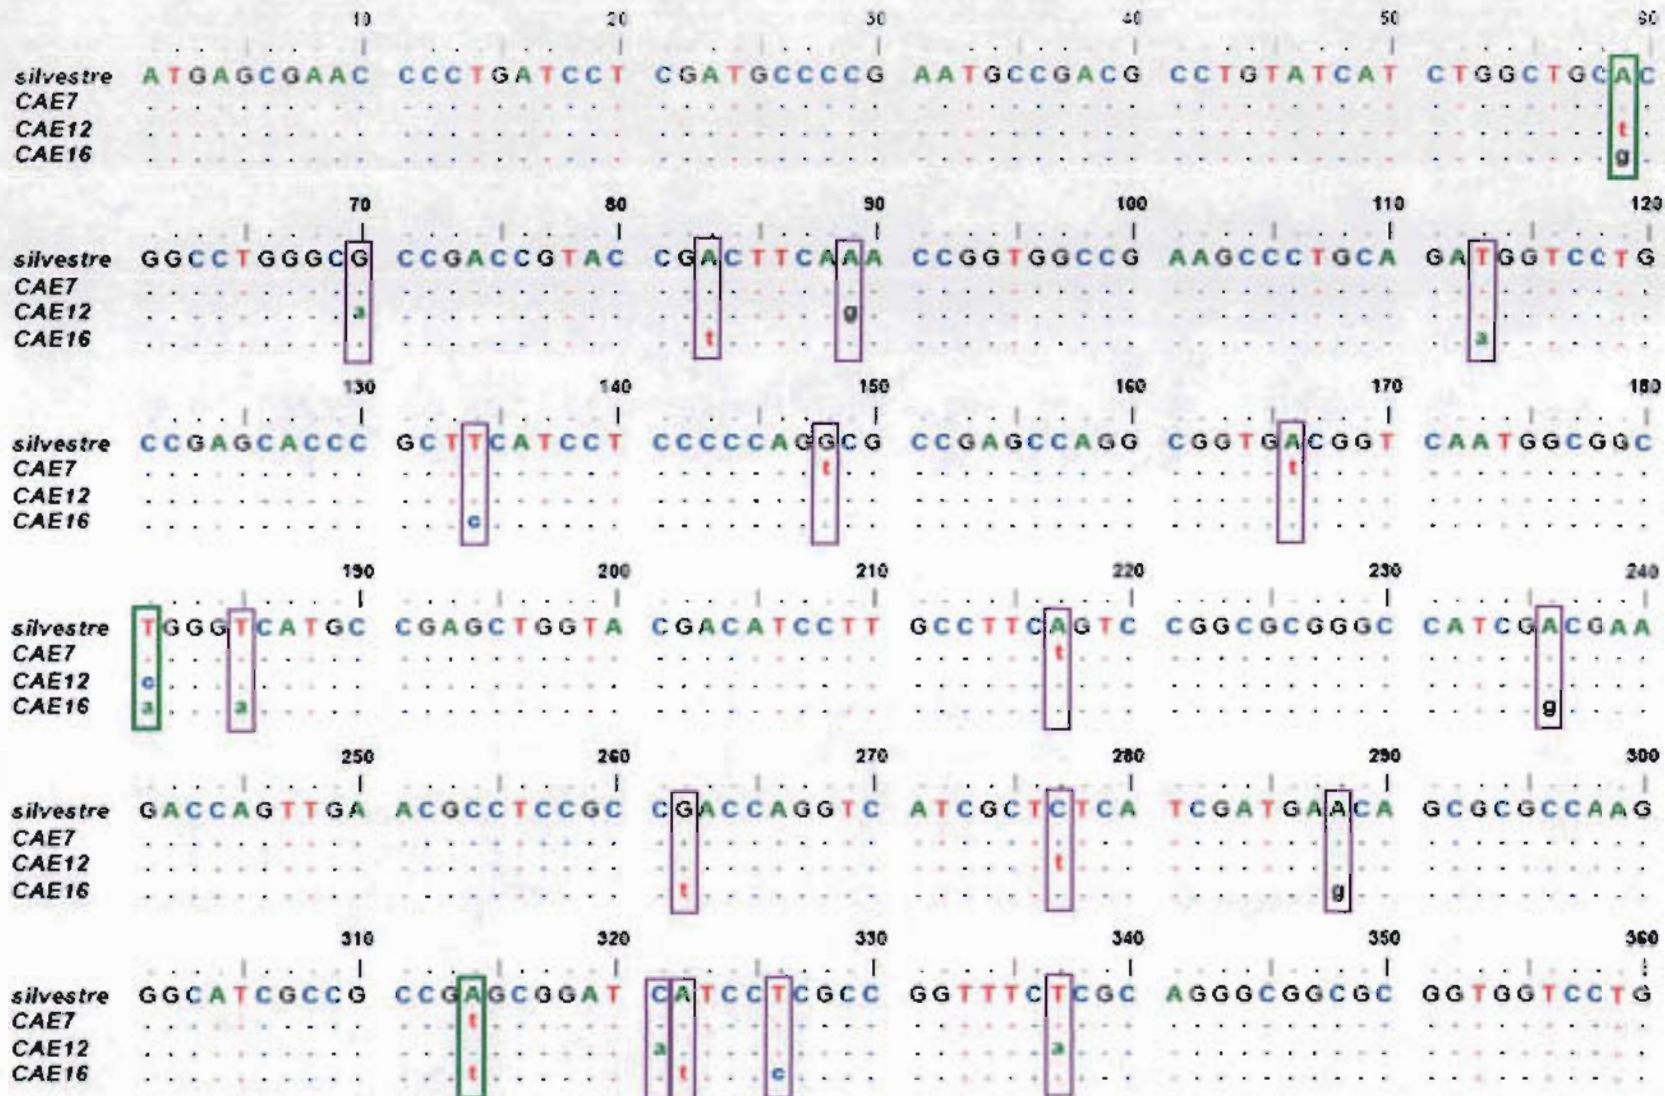 10 20 30 40 50 60
silvestre ATGAGCGAAC CCCTGATCCT CGATGCCCCG AATGCCGACG CCTGTATCAT CTGGCTGCAC
CAE7 .......... .......... .......... .......... .......... ..........
CAE12 .......... .......... .......... .......... .......... ........t.
CAE16 .......... .......... .......... .......... .......... ........g.
70 80 90 100 110 120
silvestre GGCCTGGGCG CCGACCGTAC CGACTTCAAA CCGGTGGCCG AAGCCCTGCA GATGGTCCTG
CAE7 .......... .......... .......... .......... .......... ..........
CAE12 .........a .......... ........g. .......... .......... ..........
CAE16 .......... .......... ..t....... .......... .......... ..a.......
130 140 150 160 170 180
silvestre CCGAGCACCC GCTTCATCCT CCCCCAGGCG CCGAGCCAGG CGGTGACGGT CAATGGCGGC
CAE7 .......... .......... .......t.. .......... .....t.... ..........
CAE12 .......... .......... .......... .......... .......... ..........
CAE16 .......... ...c...... .......... .......... .......... ..........
190 200 210 220 230 240
silvestre TGGGTCATGC CGAGCTGGTA CGACATCCTT GCCTTCAGTC CGGCGCGGGC CATCGACGAA
CAE7 .......... .......... .......... ......t... .......... ..........
CAE12 c......... .......... .......... .......... .......... ..........
CAE16 a...a..... .......... .......... .......... .......... .....g....
250 260 270 280 290 300
silvestre GACCAGTTGA ACGCCTCCGC CGACCAGGTC ATCGCTCTCA TCGATGAACA GCGCGCCAAG
CAE7 .......... .......... .......... .......... .......... ..........
CAE12 .......... .......... .......... ......t... .......... ..........
CAE16 .......... .......... .t........ .......... .......g.. ..........
310 320 330 340 350 360
silvestre GGCATCGCCG CCGAGCGGAT CATCCTCGCC GGTTTCTCGC AGGGCGGCGC GGTGGTCCTG
CAE7 .......... ...t...... .......... .......... .......... ..........
CAE12 .......... .......... a......... ......a... .......... ..........
CAE16 .......... ...t...... .t...c.... .......... .......... ..........